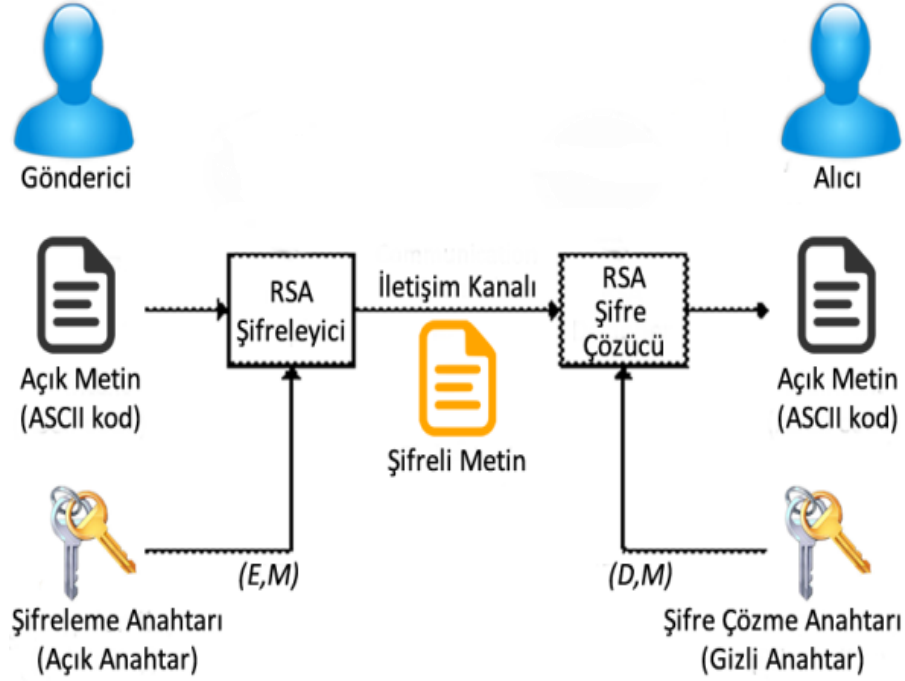 Gönderici
Alıcı
RSA
Şifreleyici
İletişim Kanalı
RSA
Şifre
Çözücü
Açık Metin
(ASCII kod)
Şifreli Metin
Açık Metin
(ASCII kod)
(E,M)
(D,M)
Şifreleme Anahtarı
(Açık Anahtar)
Şifre Çözme Anahtarı
(Gizli Anahtar)